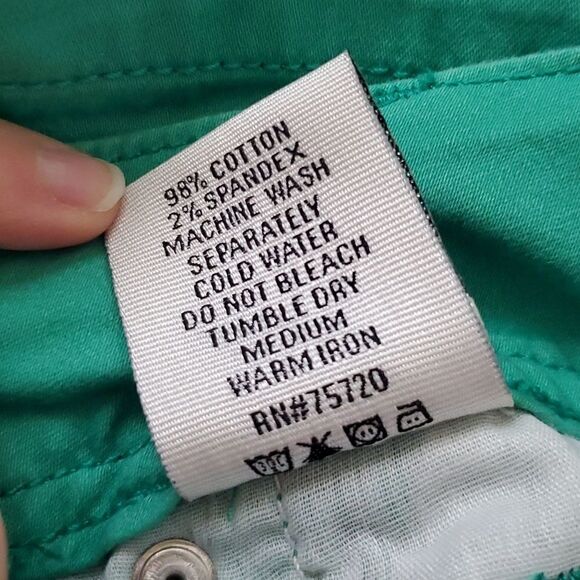 98% COTTON
2% SPANDEX
MACHINE WASH
SEPARATELY
COLD WATER
DO NOT BLEACH
TUMBLE DRY
MEDIUM
WARM IRON
RN#75720